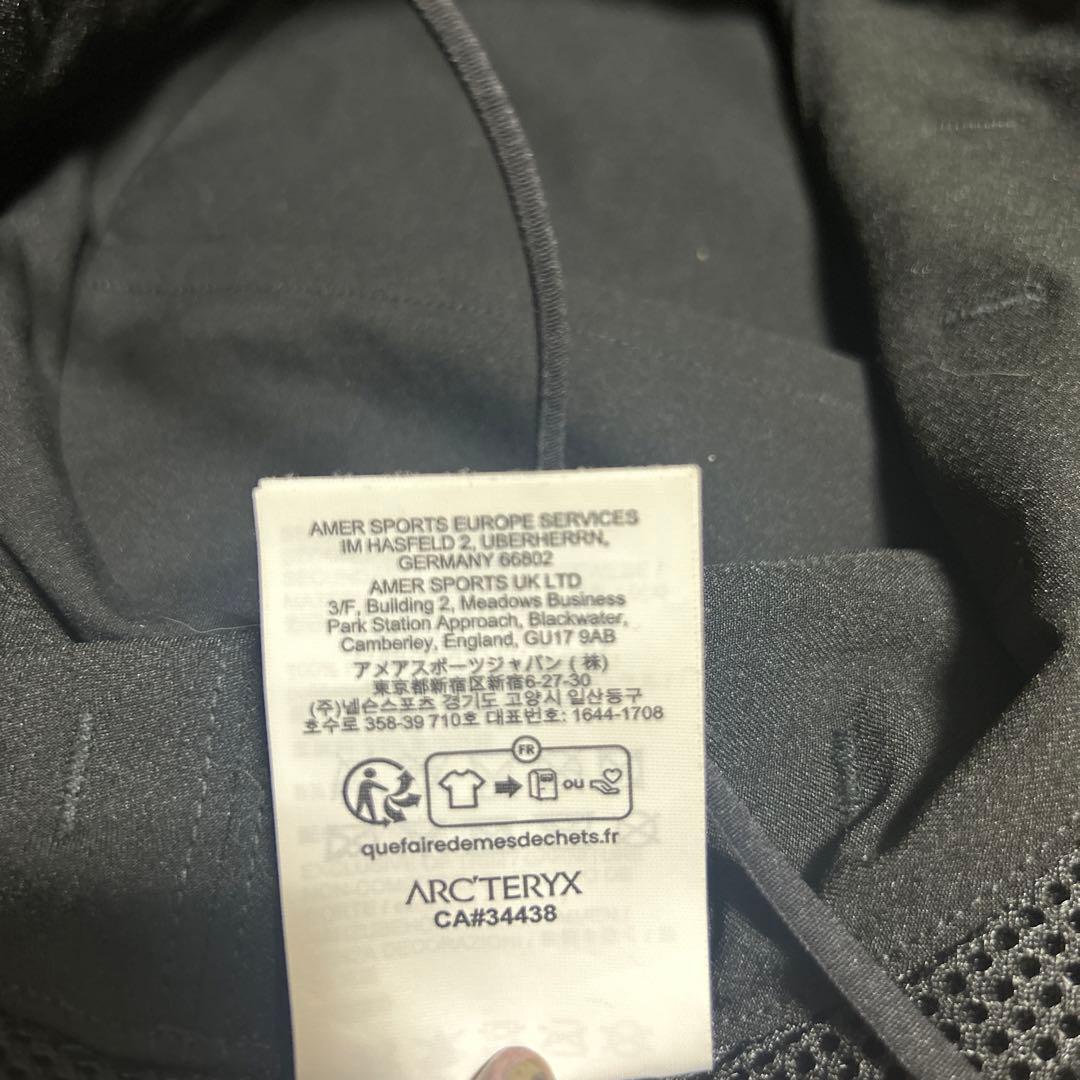 AMER SPORTS EUROPE SERVICES
IM HASFELD 2, UBERHERRN,
GERMANY 66802
AMER SPORTS UK LTD
3/F, Building 2, Meadows Business
Park Station Approach, Blackwater,
Camberley, England, GU17 9AB
アメアスポーツジャパン (株)
東京都新宿区新宿6-27-30
(주)넬슨스포츠 경기도 고양시 일산동구
호수로 358-39 710호 대표번호: 1644-1708
FR
ou
quefairedemesdechets.fr
ARC'TERYX
CA#34438